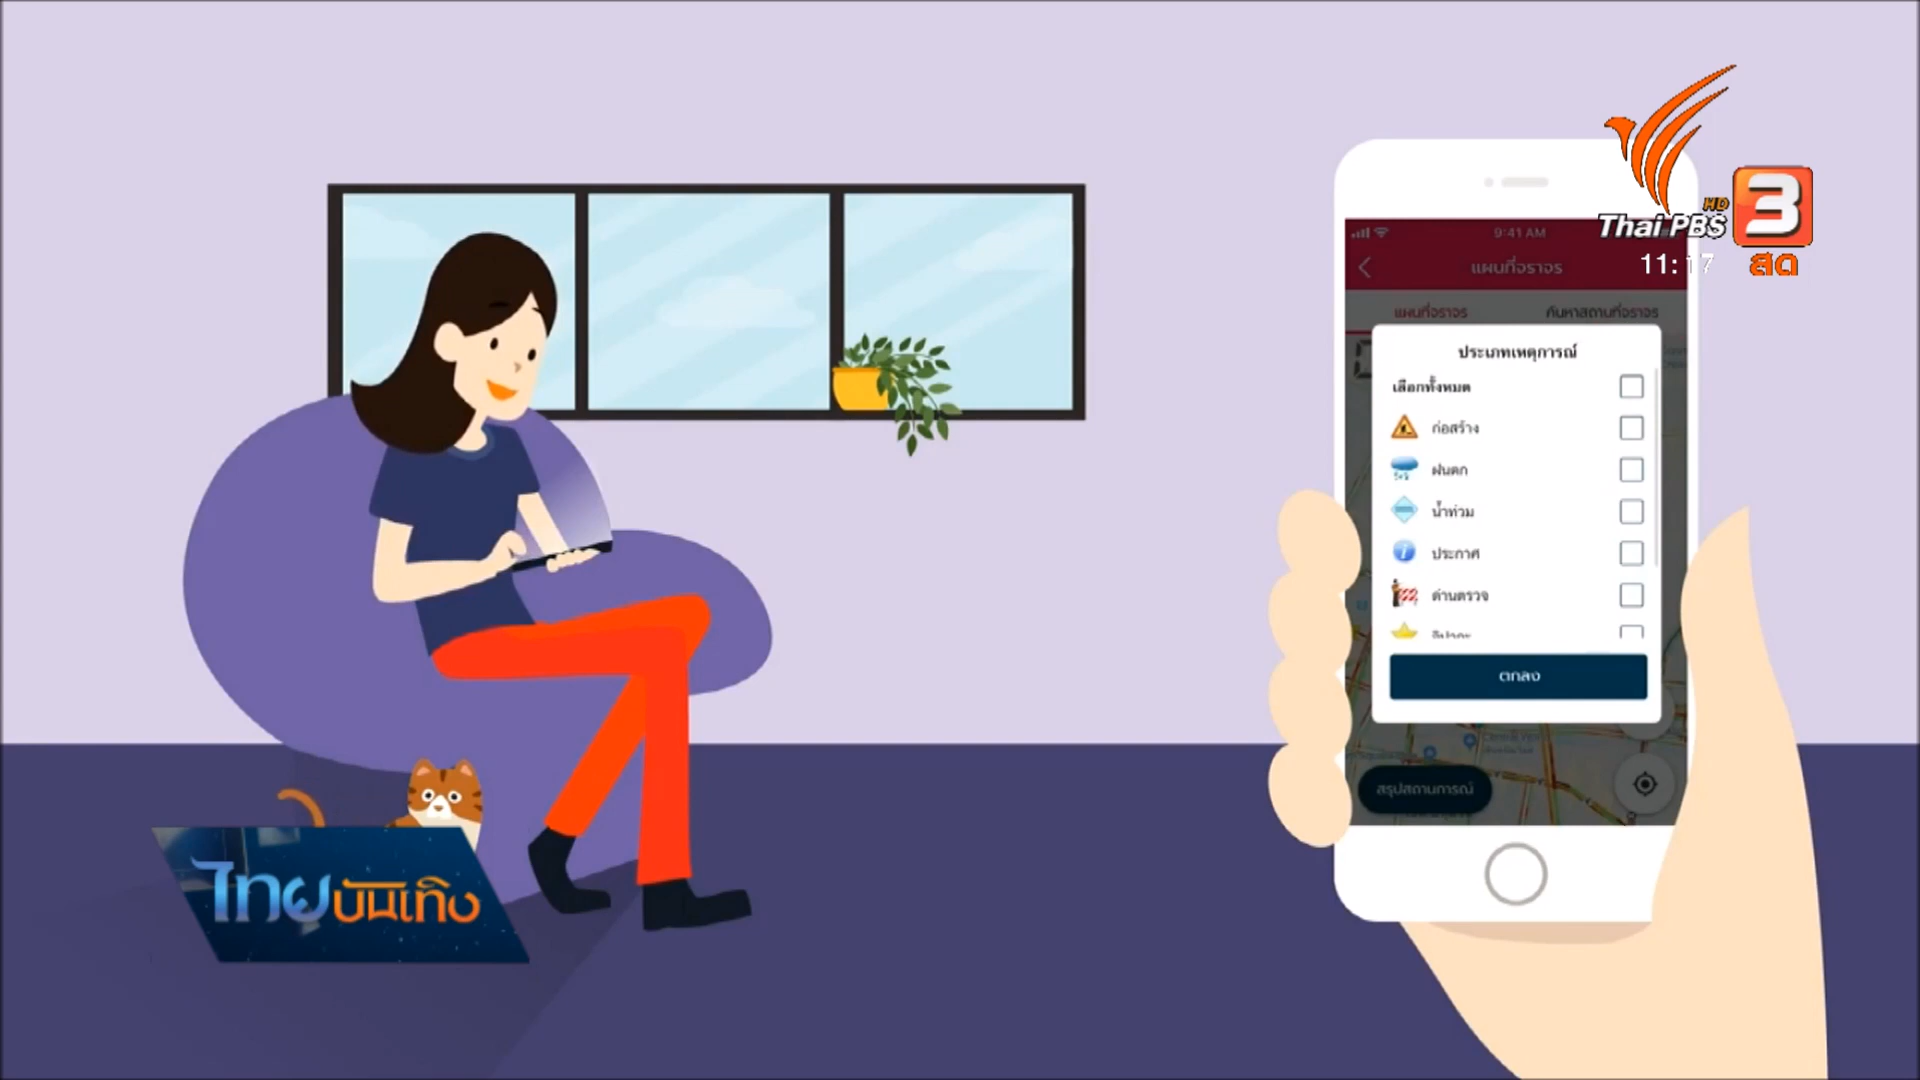 HD
Thai PBS
3
11:17
สด
9:41 AM
แผนที่จราจร
แผนที่จราจร
ค้นหาสถานที่จราจร
ประเภทเหตุการณ์
เลือกทั้งหมด
ก่อสร้าง
ฝนตก
น้ำท่วม
ประกาศ
ด่านตรวจ
ตกลง
สรุปสถานการณ์
ไทยบันเทิง